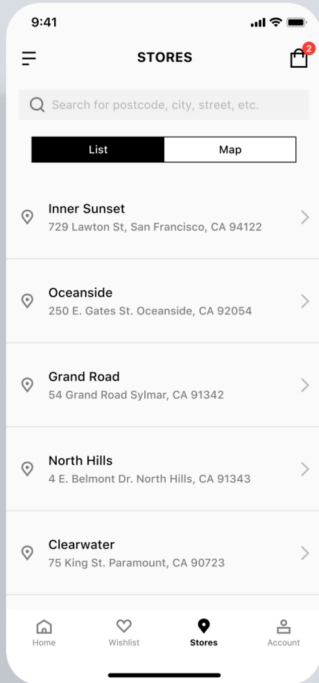 9:41
STORES
2
Search for postcode, city, street, etc.
List Map
Inner Sunset
729 Lawton St, San Francisco, CA 94122
Oceanside
250 E. Gates St. Oceanside, CA 92054
Grand Road
54 Grand Road Sylmar, CA 91342
North Hills
4 E. Belmont Dr. North Hills, CA 91343
Clearwater
75 King St. Paramount, CA 90723
Home Wishlist Stores Account